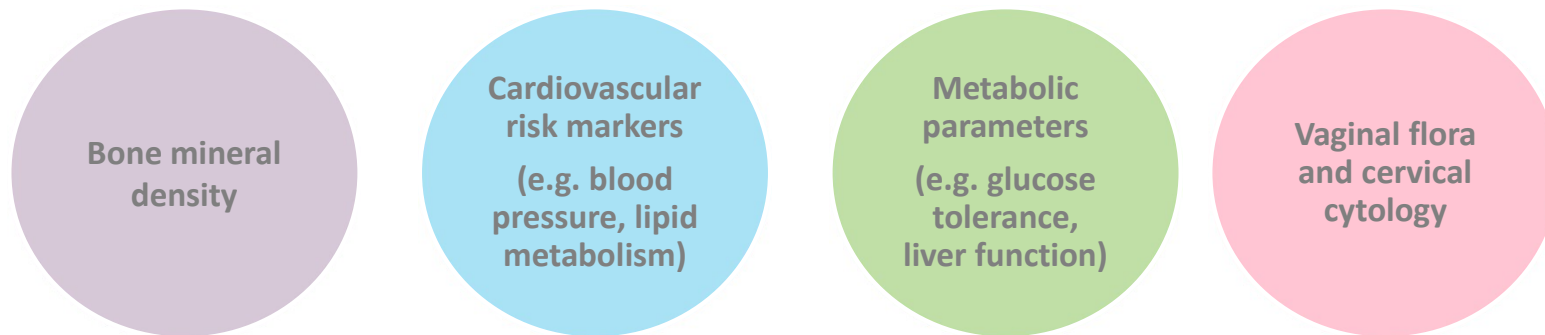 Bone mineral
density
Cardiovascular
risk markers
(e.g. blood
pressure, lipid
metabolism)
Metabolic
parameters
(e.g. glucose
tolerance,
liver function)
Vaginal flora
and cervical
cytology